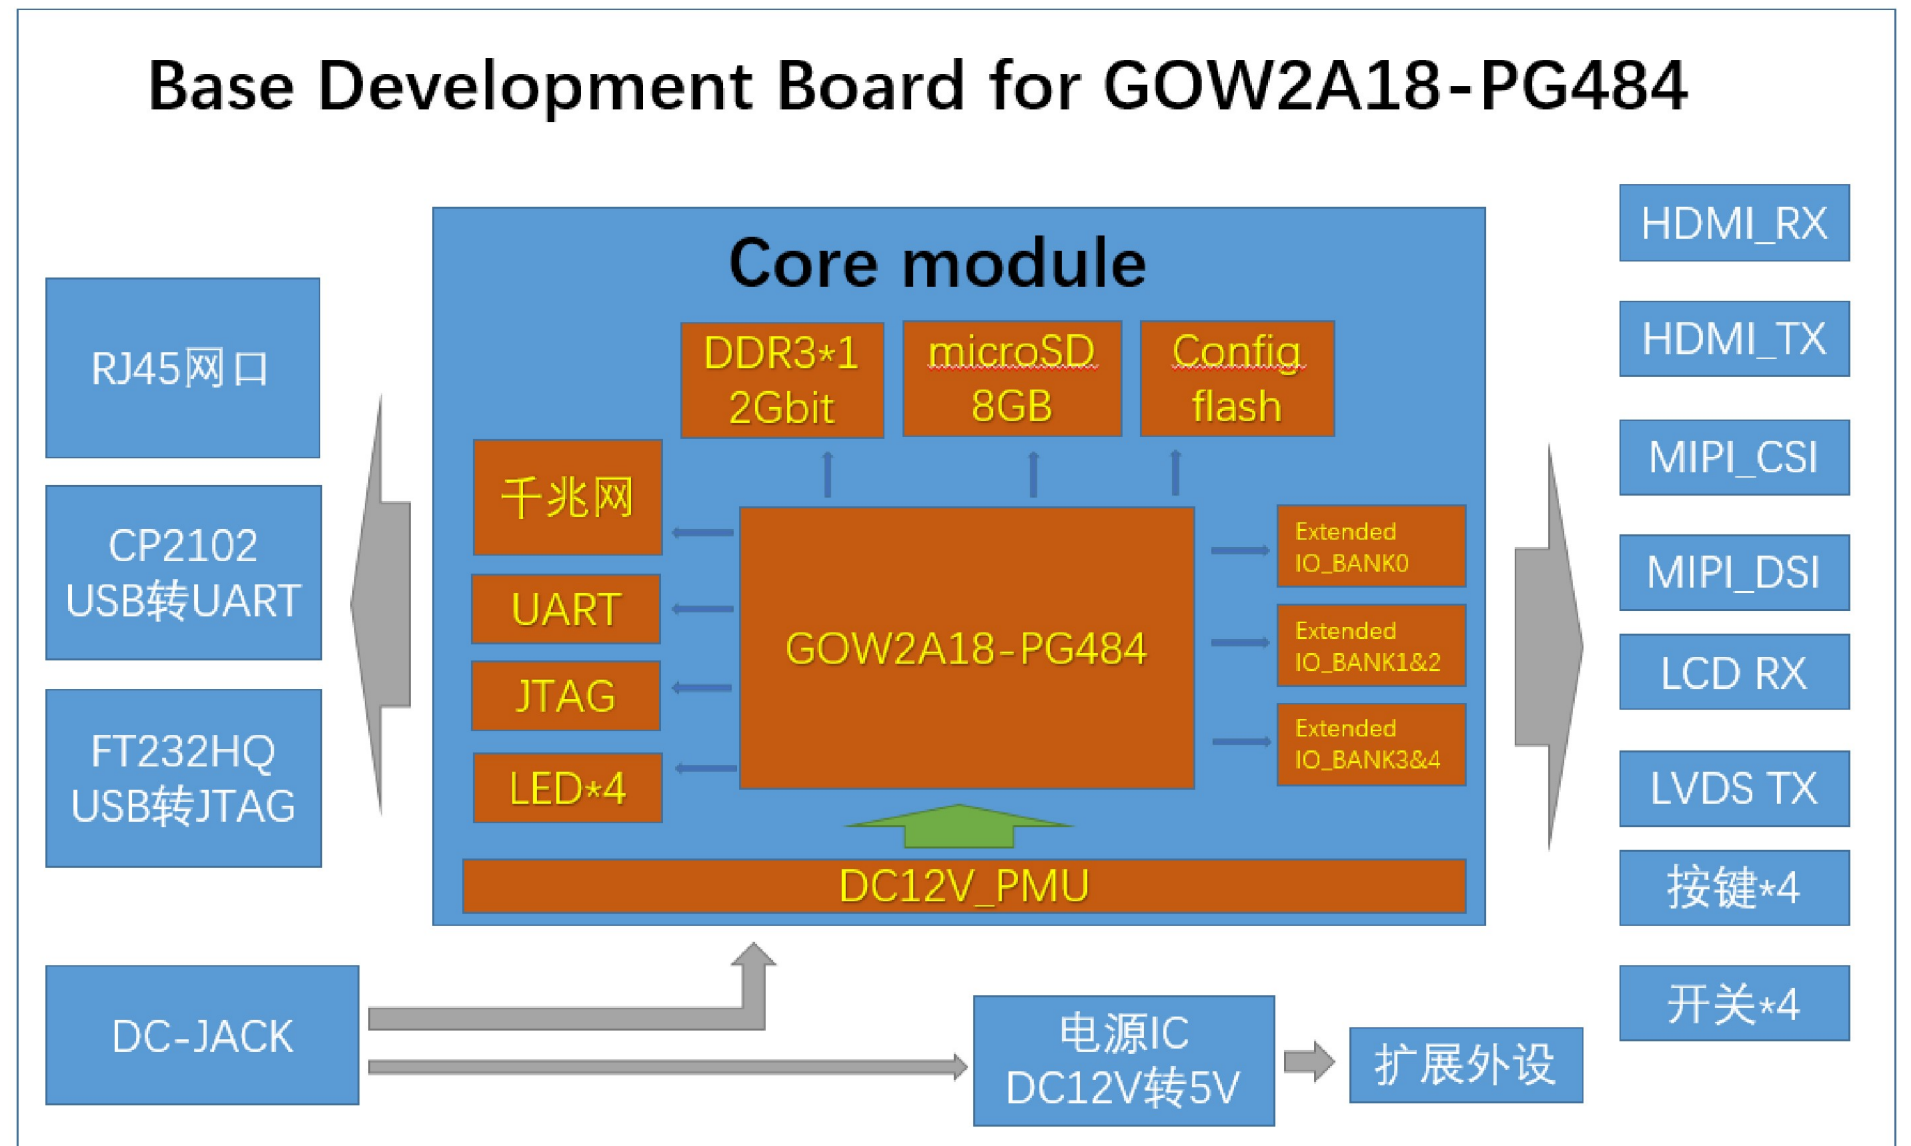 Base Development Board for GOW2A18-PG484
Core module
RJ45网口
CP2102
USB转UART
FT232HQ
USB转JTAG
DC-JACK
DDR3*1
2Gbit
microSD
8GB
Config
flash
千兆网
UART
JTAG
LED*4
GOW2A18-PG484
Extended
IO_BANK0
Extended
IO_BANK1&2
Extended
IO_BANK3&4
DC12V_PMU
HDMI_RX
HDMI_TX
MIPI_CSI
MIPI_DSI
LCD RX
LVDS TX
按键*4
开关*4
电源IC
DC12V转5V
扩展外设